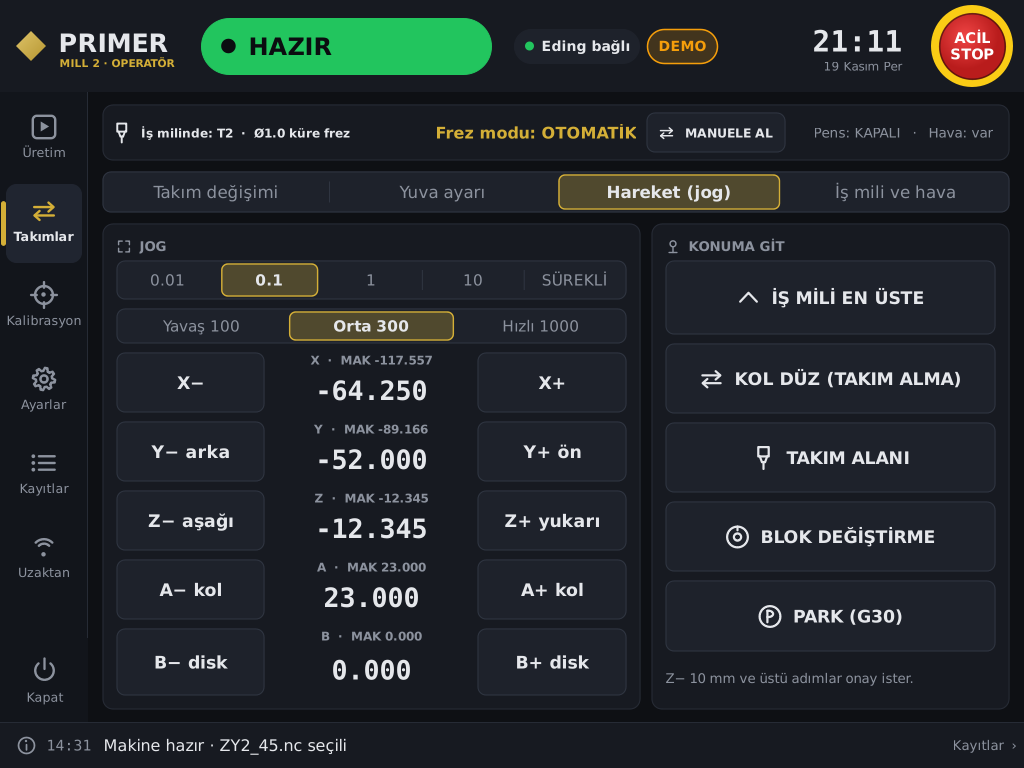 PRIMER
MILL 2 · OPERATÖR
HAZIR
Eding bağlı
DEMO
21:11
19 Kasım Per
ACİL
STOP
Üretim
Takımlar
Kalibrasyon
Ayarlar
Kayıtlar
Uzaktan
Kapat
İş milinde: T2 · Ø1.0 küre frez
Frez modu: OTOMATİK
MANUELE AL
Pens: KAPALI · Hava: var
Takım değişimi
Yuva ayarı
Hareket (jog)
İş mili ve hava
JOG
0.01
0.1
1
10
SÜREKLİ
Yavaş 100
Orta 300
Hızlı 1000
X−
X · MAK -117.557
-64.250
X+
Y− arka
Y · MAK -89.166
-52.000
Y+ ön
Z− aşağı
Z · MAK -12.345
-12.345
Z+ yukarı
A− kol
A · MAK 23.000
23.000
A+ kol
B− disk
B · MAK 0.000
0.000
B+ disk
KONUMA GİT
İŞ MİLİ EN ÜSTE
KOL DÜZ (TAKIM ALMA)
TAKIM ALANI
BLOK DEĞİŞTİRME
PARK (G30)
Z− 10 mm ve üstü adımlar onay ister.
14:31 Makine hazır · ZY2_45.nc seçili
Kayıtlar ›